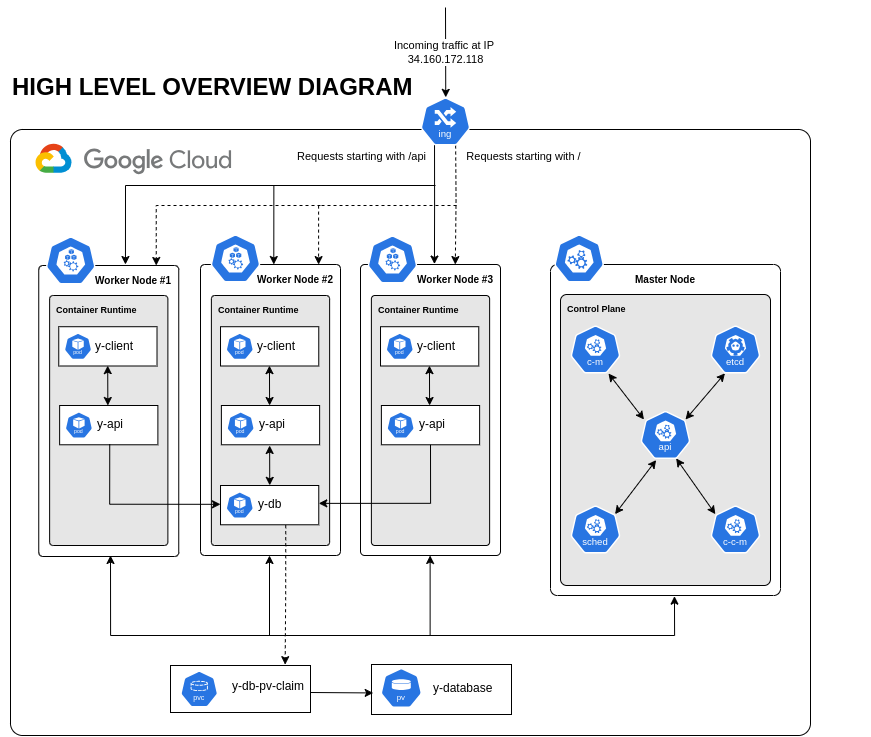 Incoming traffic at IP
34.160.172.118
HIGH LEVEL OVERVIEW DIAGRAM
ing
Google Cloud
Requests starting with /api
Requests starting with /
Worker Node #1
Worker Node #2
Worker Node #3
Master Node
Container Runtime
Container Runtime
Container Runtime
Control Plane
pod
y-client
pod
y-client
pod
y-client
c-m
etcd
pod
y-api
pod
y-api
pod
y-api
api
pod
y-db
sched
c-c-m
pvc
y-db-pv-claim
pv
y-database